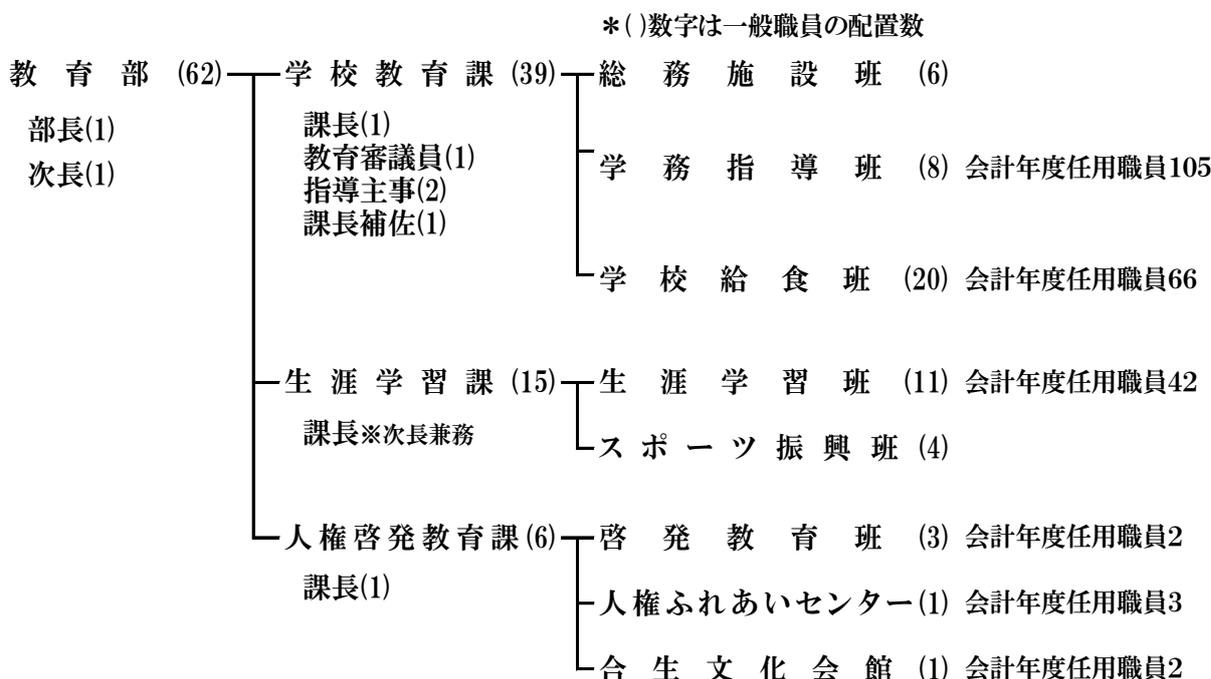 ＊( )数字は一般職員の配置数
教育部 (62) 学校教育課 (39) 総務施設班 (6)
部長(1)
次長(1)
課長(1)
教育審議員(1)
指導主事(2)
課長補佐(1)
学務指導班 (8) 会計年度任用職員105
学校給食班 (20) 会計年度任用職員66
生涯学習課 (15) 生涯学習班 (11) 会計年度任用職員42
課長※次長兼務
スポーツ振興班 (4)
人権啓発教育課 (6) 啓発教育班 (3) 会計年度任用職員2
課長(1)
人権ふれあいセンター (1) 会計年度任用職員3
合生文化会館 (1) 会計年度任用職員2